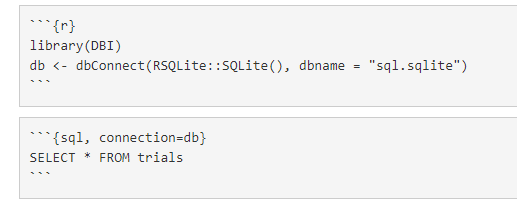 ```{r}
library(DBI)
db <- dbConnect(RSQLite::SQLite(), dbname = "sql.sqlite")
```
```{sql, connection=db}
SELECT * FROM trials
```